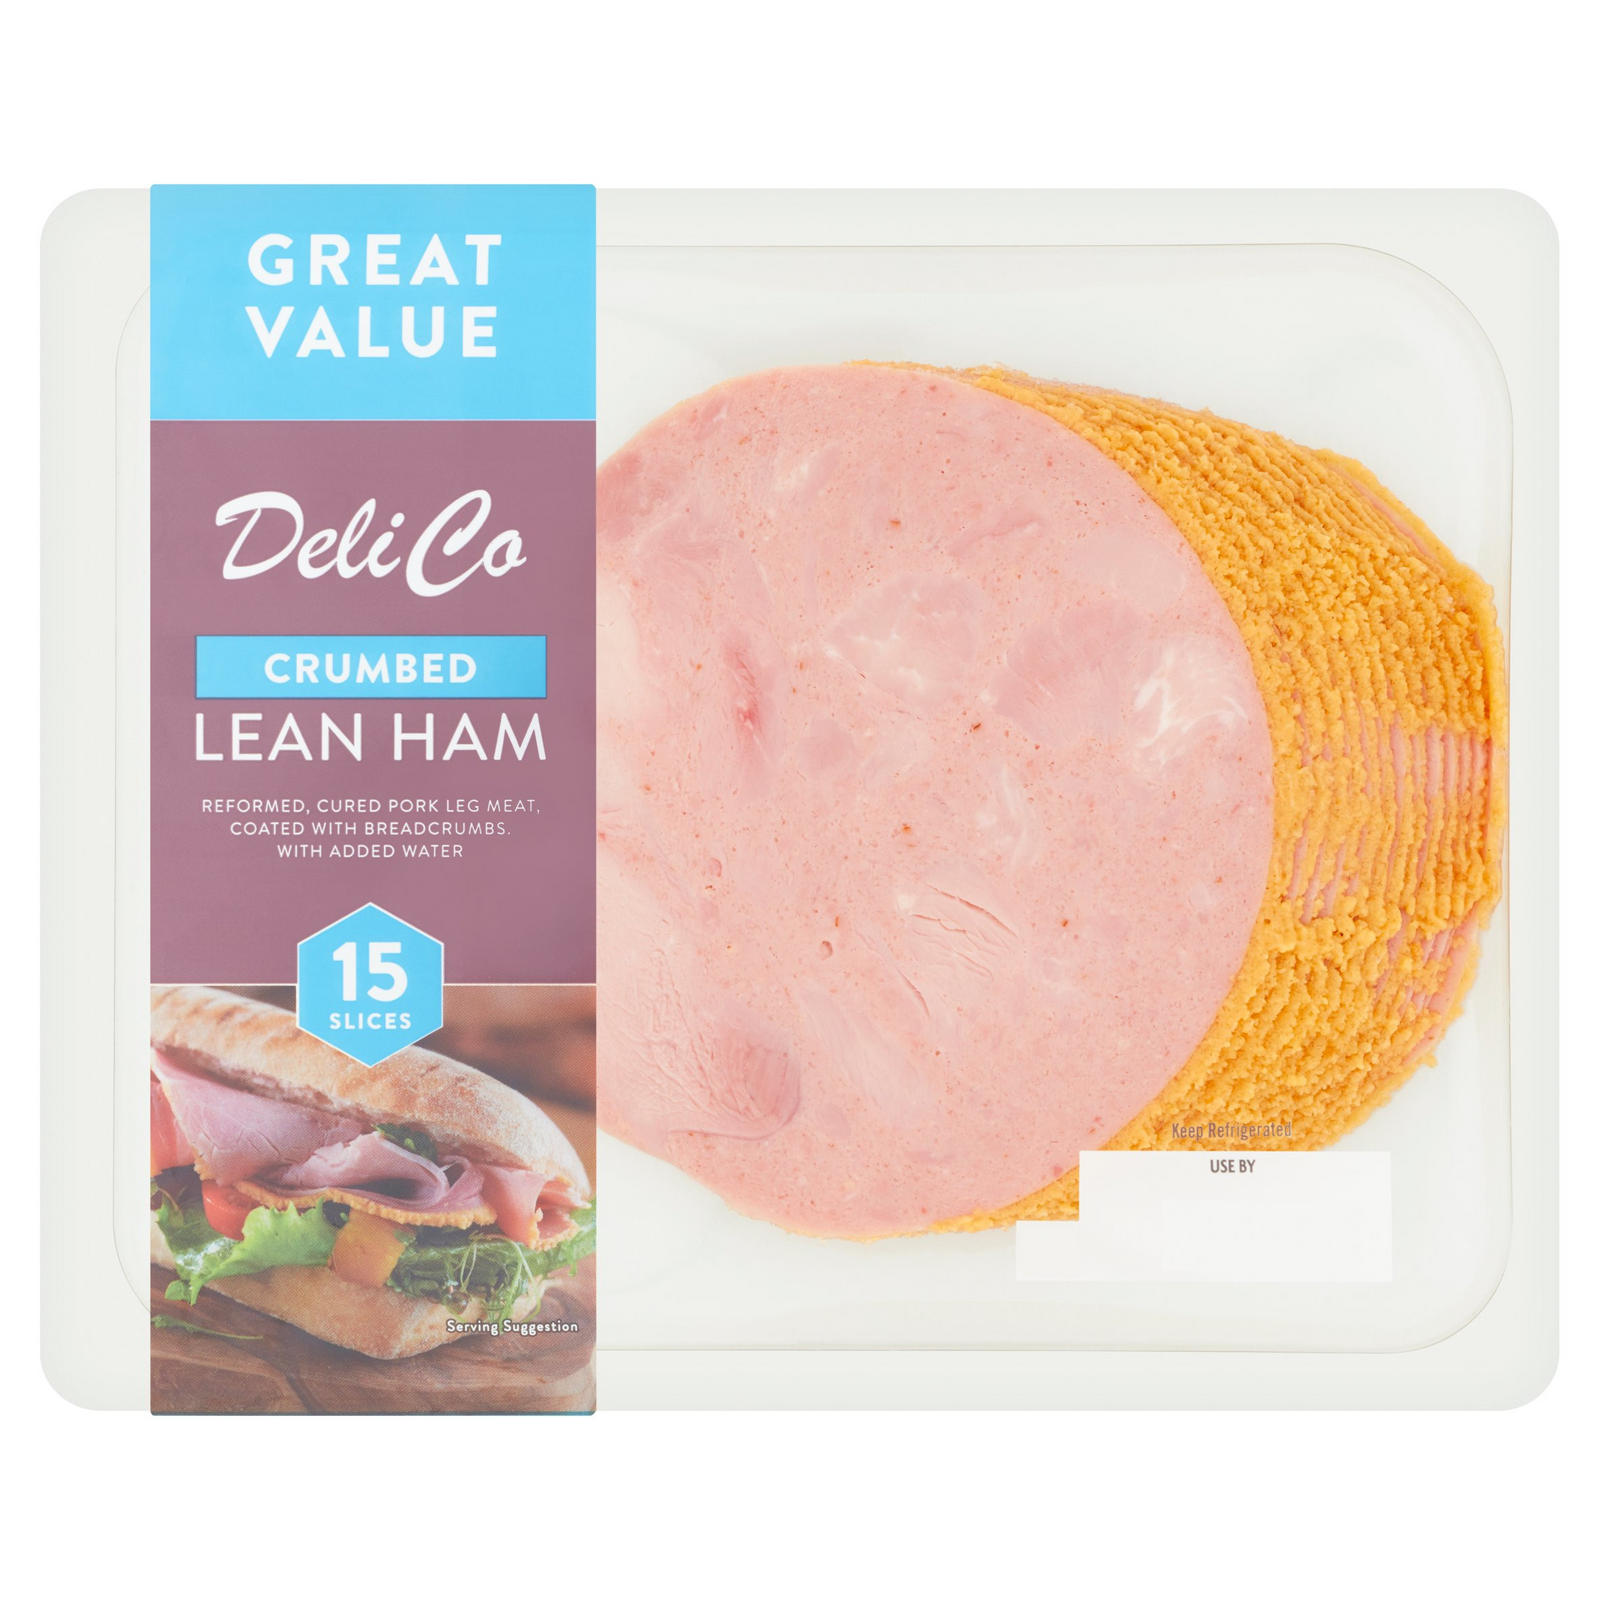 GREAT
VALUE
Deli Co
CRUMBED
LEAN HAM
REFORMED, CURED PORK LEG MEAT,
COATED WITH BREADCRUMBS.
WITH ADDED WATER
15
SLICES
Serving Suggestion
Keep Refrigerated
USE BY